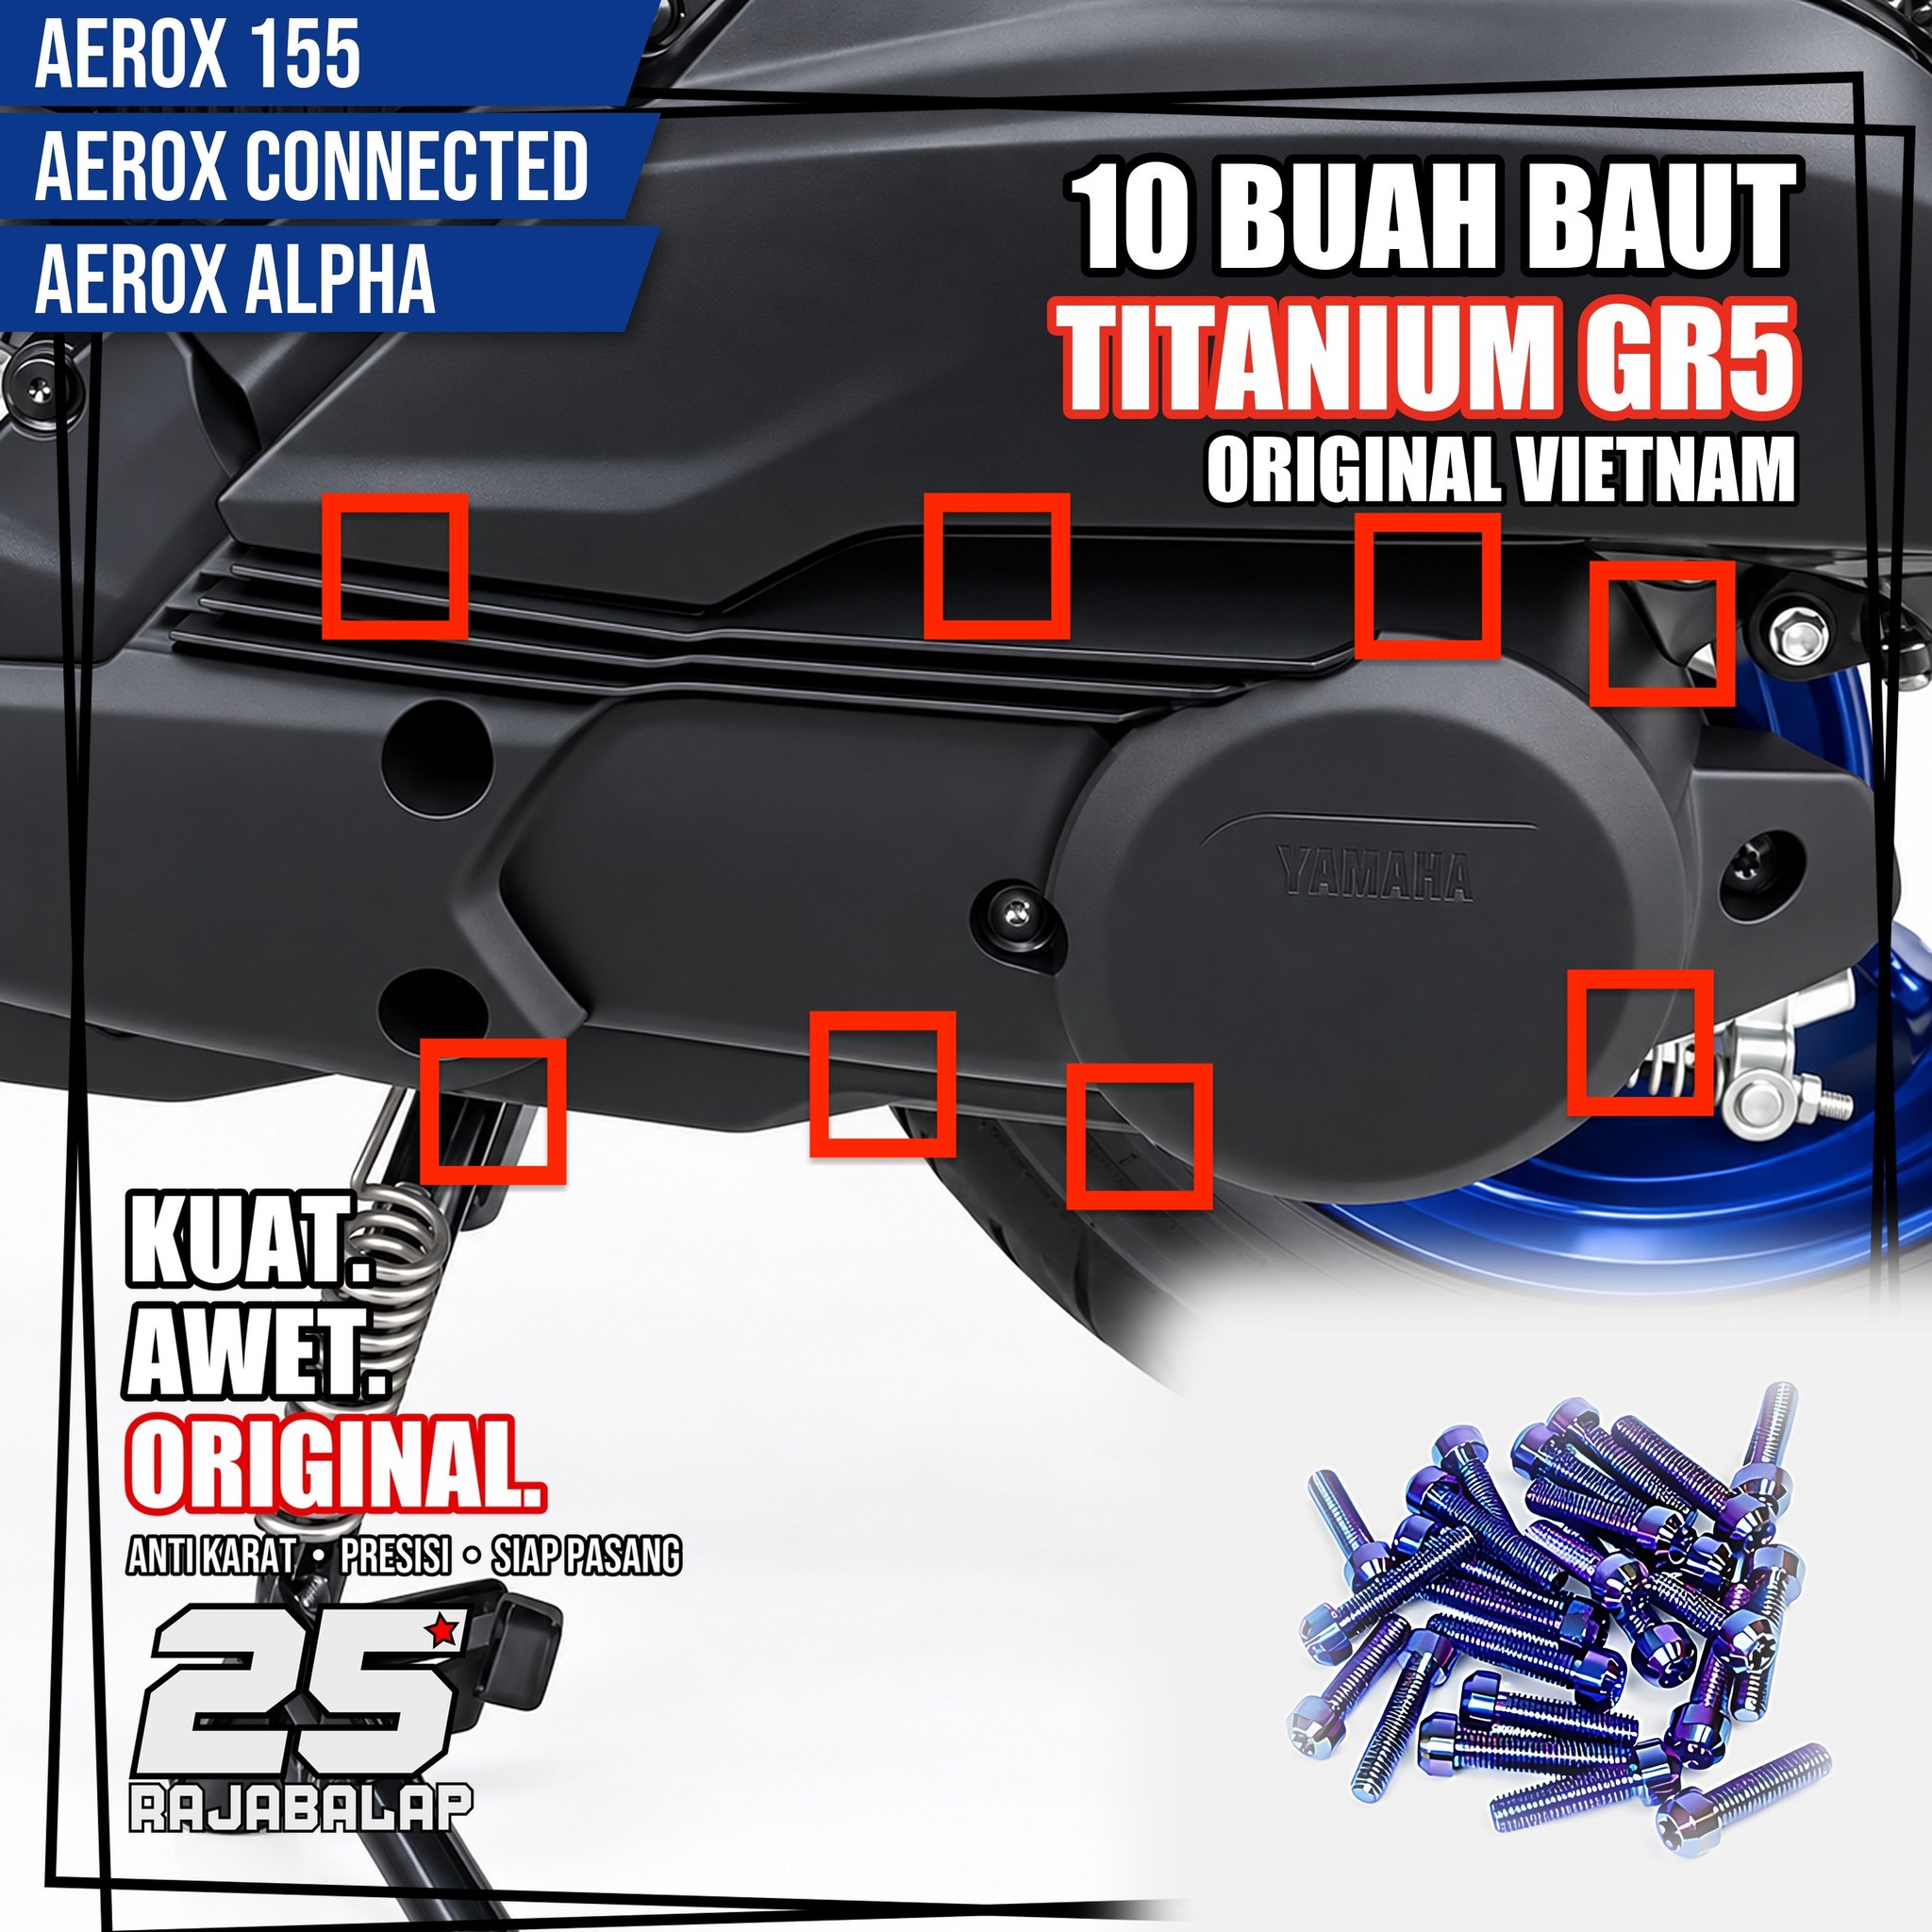 AEROX 155
AEROX CONNECTED
AEROX ALPHA
10 BUAH BAUT
TITANIUM GR5
ORIGINAL VIETNAM
YAMAHA
KUAT.
AWET.
ORIGINAL.
ANTI KARAT • PRESISI • SIAP PASANG
25
RAJABALAP